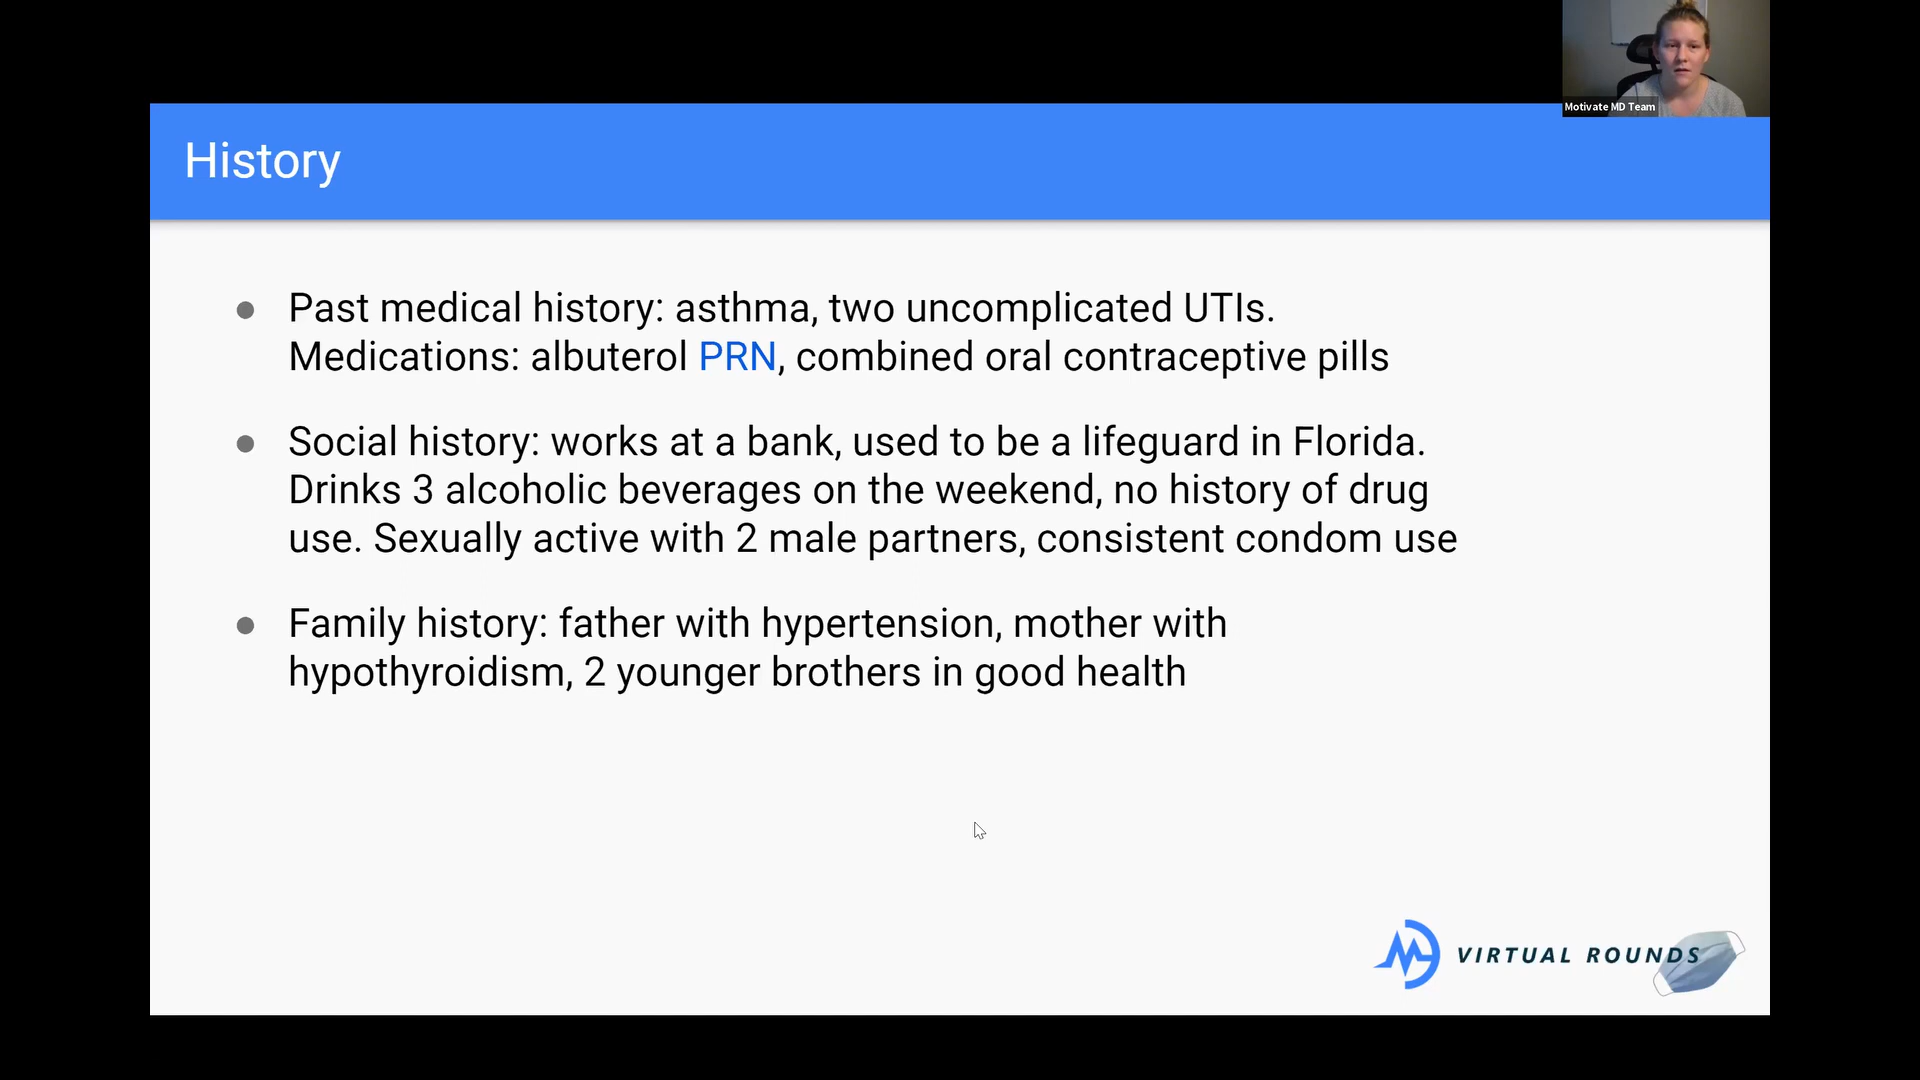 Motivate MD Team
History
Past medical history: asthma, two uncomplicated UTIs.
Medications: albuterol PRN, combined oral contraceptive pills
Social history: works at a bank, used to be a lifeguard in Florida.
Drinks 3 alcoholic beverages on the weekend, no history of drug
use. Sexually active with 2 male partners, consistent condom use
Family history: father with hypertension, mother with
hypothyroidism, 2 younger brothers in good health
VIRTUAL ROUNDS